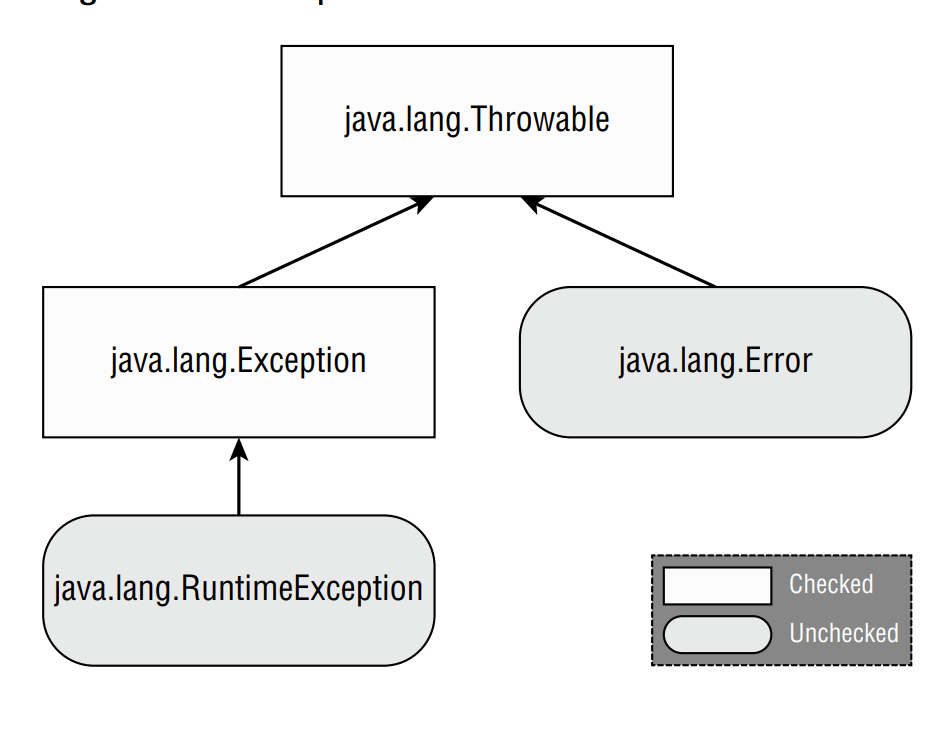 java.lang.Throwable
java.lang.Exception
java.lang.Error
java.lang.RuntimeException
Checked
Unchecked